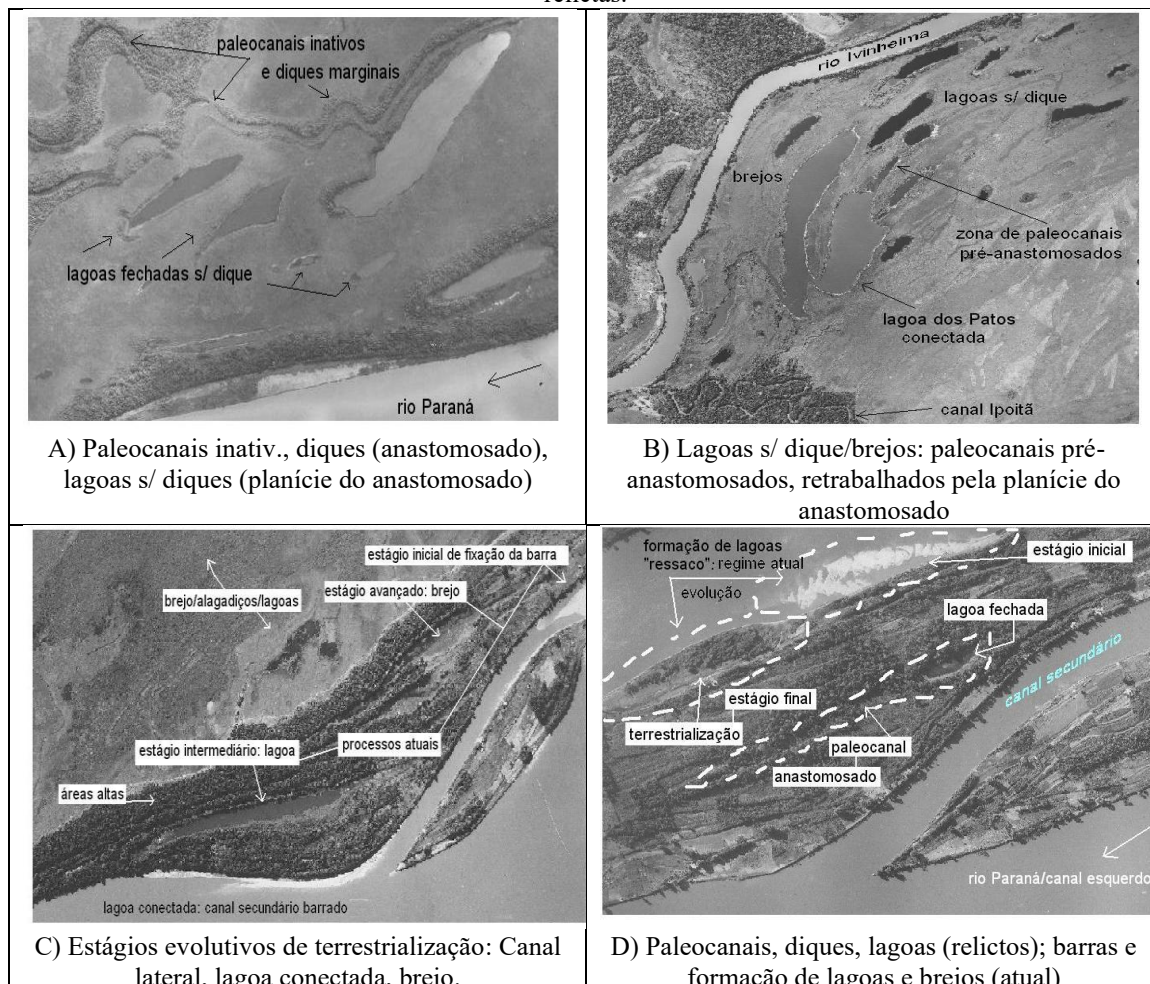 relictas.
paleocanais inativos
e diques marginais
lagoas fechadas s/ dique
rio Paraná
A) Paleocanais inativ., diques (anastomosado),
lagoas s/ diques (planície do anastomosado)
rio Ivinheima
lagoas s/ dique
brejos
zona de paleocanais
pré-anastomosados
lagoa dos Patos
conectada
canal Ipoitã
B) Lagoas s/ dique/brejos: paleocanais pré-
anastomosados, retrabalhados pela planície do
anastomosado
estágio inicial de fixação da barra
estágio avançado: brejo
brejo/alagadiços/lagoas
estágio intermediário: lagoa
processos atuais
áreas altas
lagoa conectada: canal secundário barrado
C) Estágios evolutivos de terrestrialização: Canal
lateral, lagoa conectada, brejo.
formação de lagoas
"ressaco": regime atual
estágio inicial
evolução
lagoa fechada
canal secundário
estágio final
terrestrialização
paleocanal
anastomosado
rio Paraná/canal esquerdo
D) Paleocanais, diques, lagoas (relictos); barras e
formação de lagoas e brejos (atual)